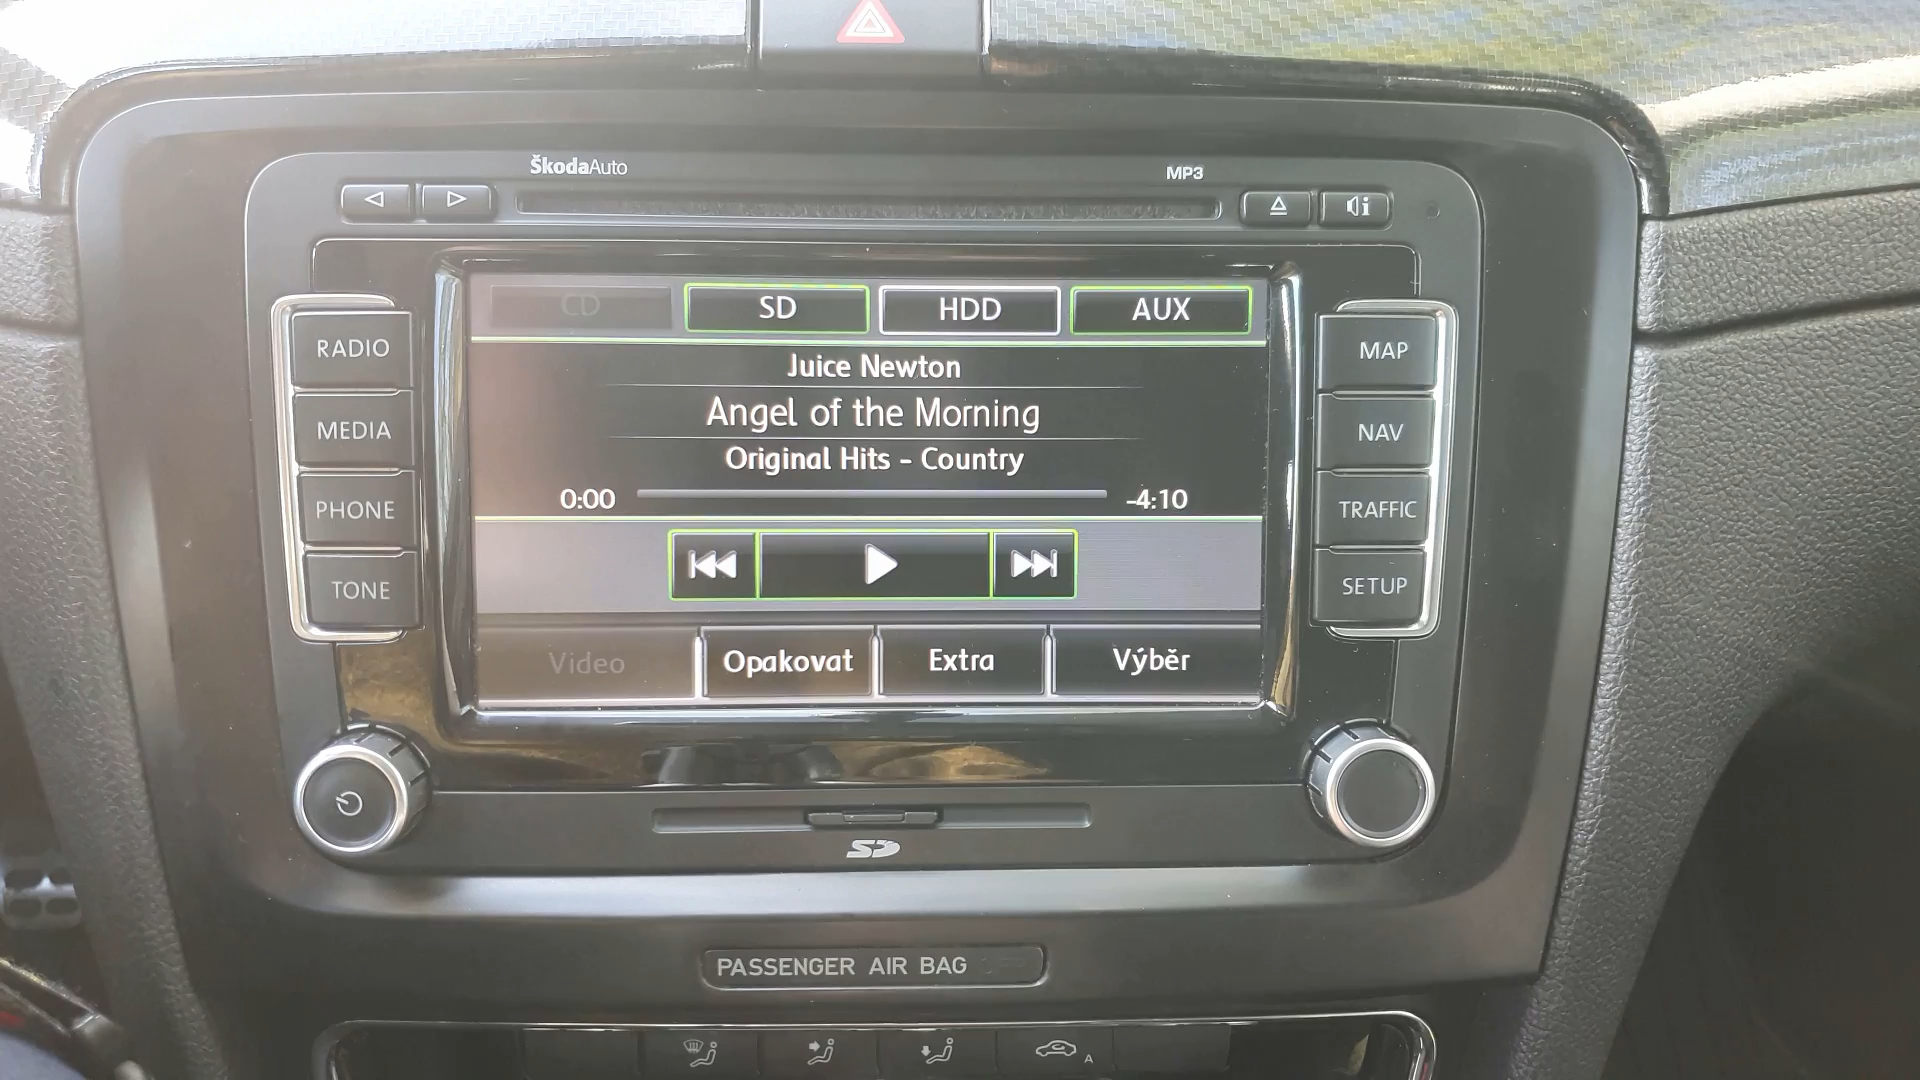 ŠkodaAuto
MP3
CD
SD
HDD
AUX
RADIO
MEDIA
PHONE
TONE
Juice Newton
Angel of the Morning
Original Hits - Country
0:00
-4:10
Video
Opakovat
Extra
Výběr
MAP
NAV
TRAFFIC
SETUP
SD
PASSENGER AIR BAG
A